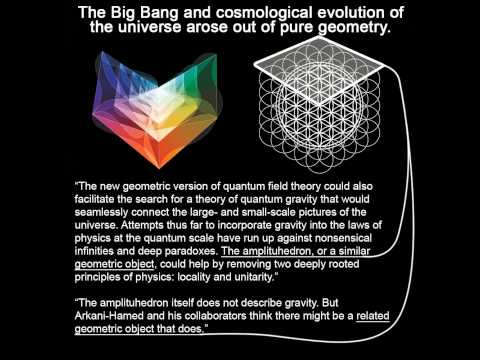 The Big Bang and cosmological evolution of
the universe arose out of pure geometry.
“The new geometric version of quantum field theory could also
facilitate the search for a theory of quantum gravity that would
seamlessly connect the large- and small-scale pictures of the
universe. Attempts thus far to incorporate gravity into the laws of
physics at the quantum scale have run up against nonsensical
infinities and deep paradoxes. The amplituhedron, or a similar
geometric object, could help by removing two deeply rooted
principles of physics: locality and unitarity.”
“The amplituhedron itself does not describe gravity. But
Arkani-Hamed and his collaborators think there might be a related
geometric object that does.”